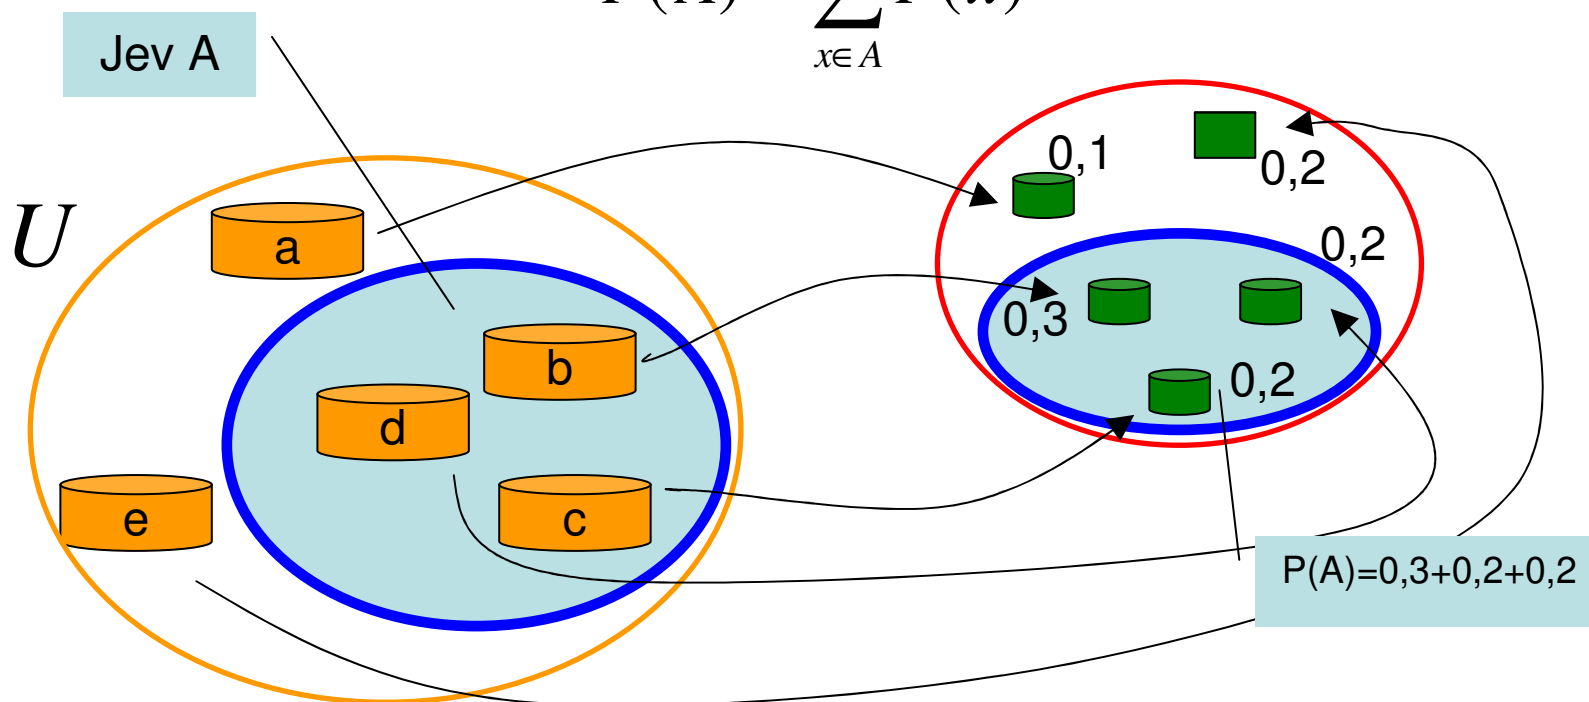 P(A) = ∑ P(x)
x∈ A
Jev A
U
a
b
d
c
e
0,1
0,2
0,2
0,3
0,2
P(A)=0,3+0,2+0,2